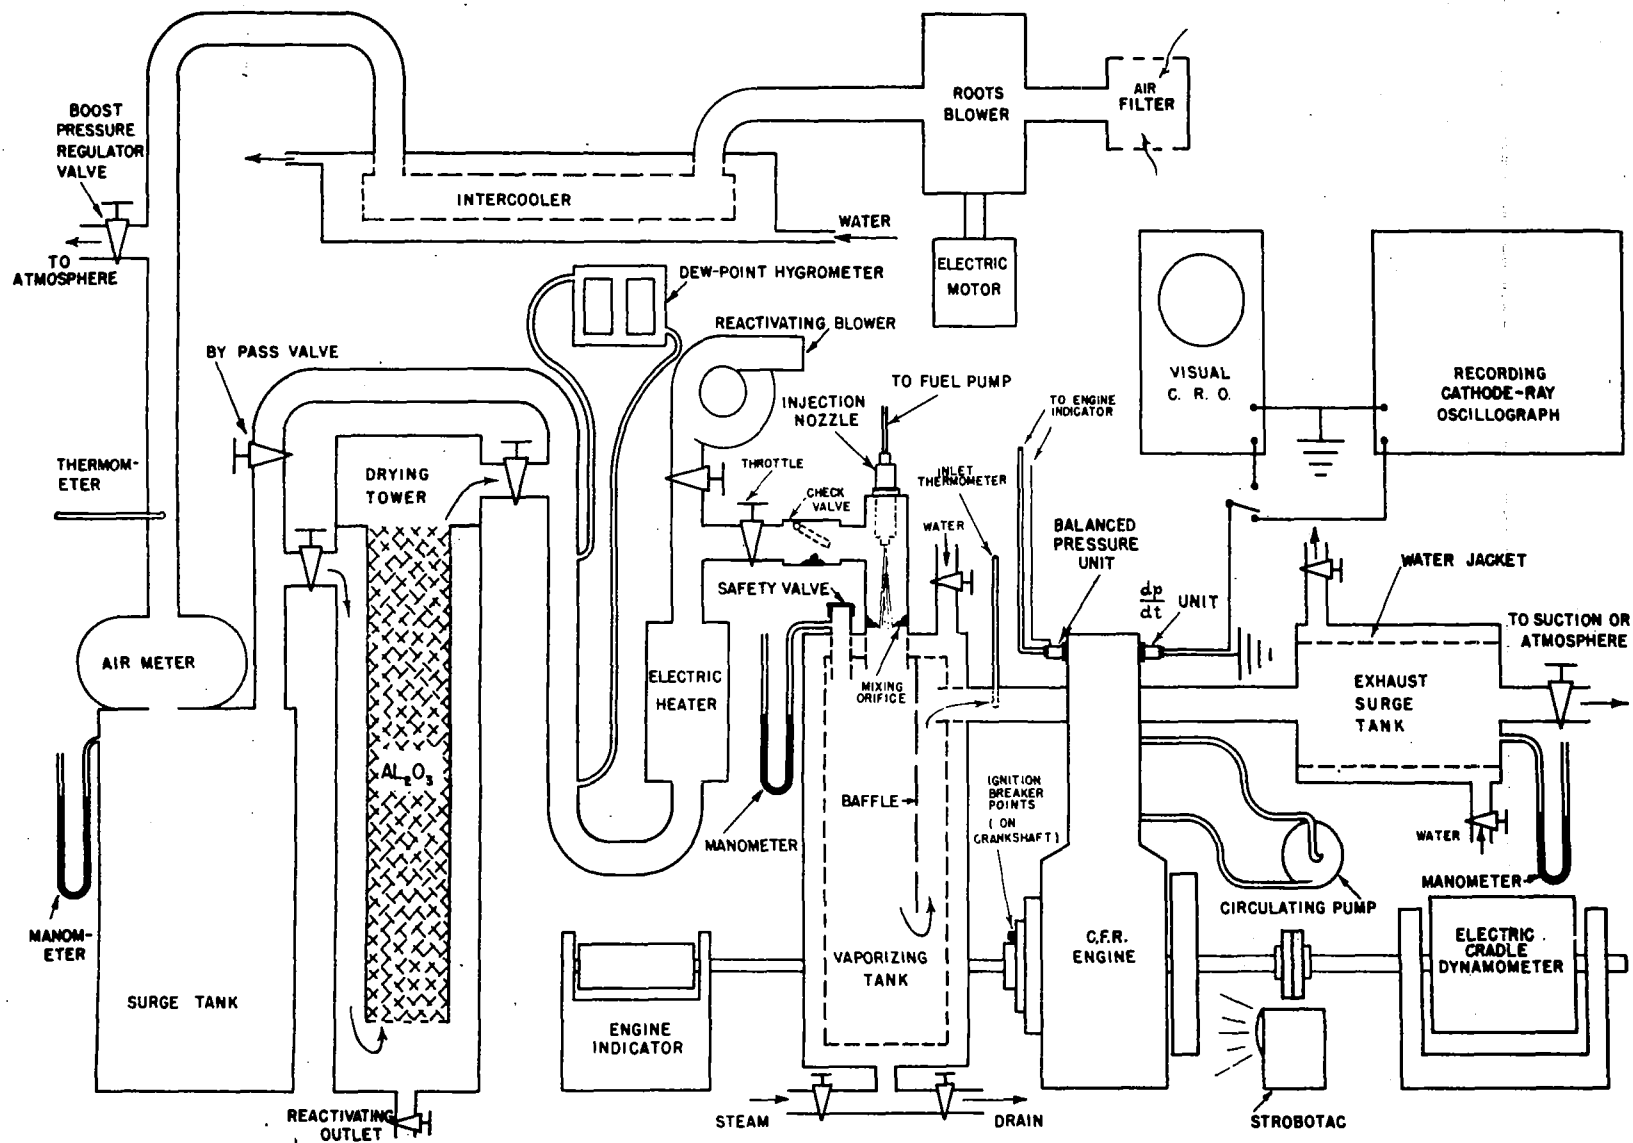 BOOST
PRESSURE
REGULATOR
VALVE
TO
ATMOSPHERE
INTERCOOLER
WATER
ROOTS
BLOWER
AIR
FILTER
ELECTRIC
MOTOR
DEW-POINT HYGROMETER
REACTIVATING BLOWER
BY PASS VALVE
THERMOM-
ETER
DRYING
TOWER
AL2O3
AIR METER
MANOM-
ETER
SURGE TANK
REACTIVATING
OUTLET
TO FUEL PUMP
INJECTION
NOZZLE
THROTTLE
CHECK
VALVE
SAFETY VALVE
INLET
THERMOMETER
WATER
ELECTRIC
HEATER
MIXING
ORIFICE
MANOMETER
BAFFLE
VAPORIZING
TANK
ENGINE
INDICATOR
STEAM
DRAIN
TO ENGINE
INDICATOR
BALANCED
PRESSURE
UNIT
dp
dt UNIT
VISUAL
C. R. O.
RECORDING
CATHODE-RAY
OSCILLOGRAPH
WATER JACKET
TO SUCTION OR
ATMOSPHERE
EXHAUST
SURGE
TANK
IGNITION
BREAKER
POINTS
(ON
CRANKSHAFT)
WATER
MANOMETER
CIRCULATING PUMP
C.F.R.
ENGINE
ELECTRIC
CRADLE
DYNAMOMETER
STROBOTAC